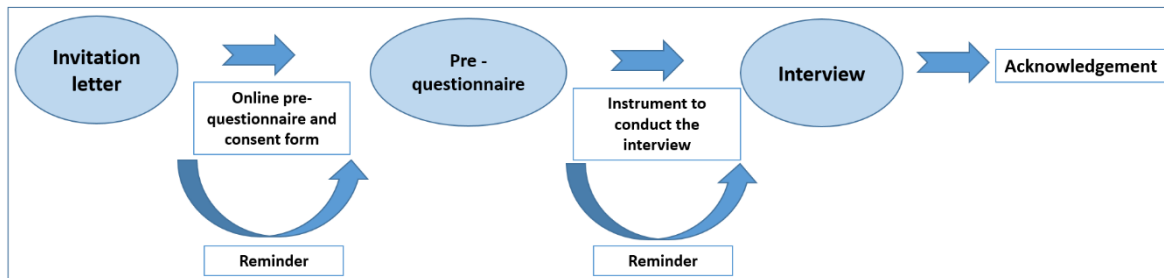 Invitation
letter
Online pre-
questionnaire and
consent form
Reminder
Pre -
questionnaire
Instrument to
conduct the
interview
Reminder
Interview
Acknowledgement